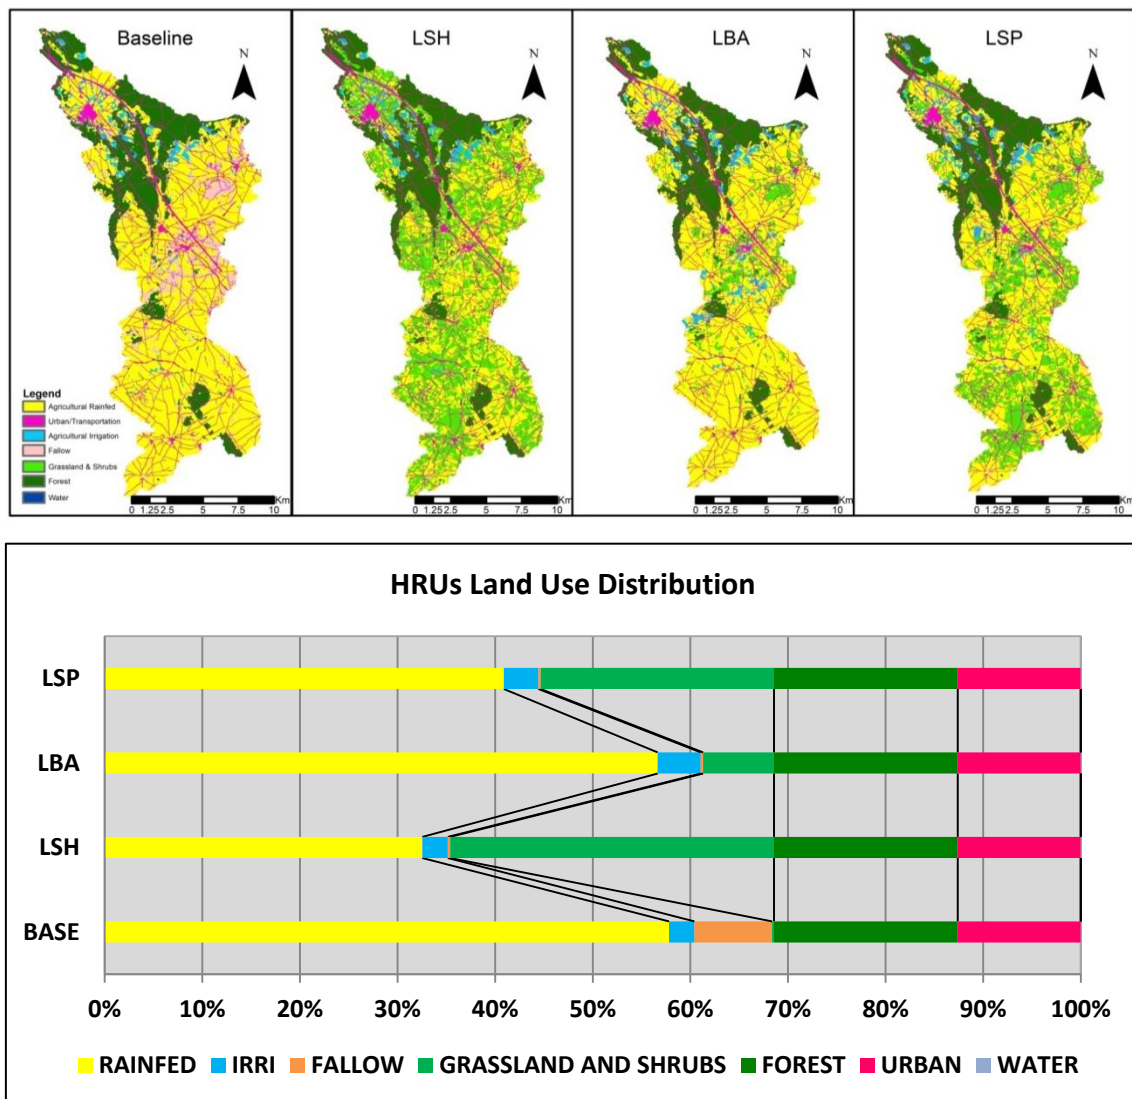 Baseline
LSH
LBA
LSP
N
N
N
N
Legend
Agricultural Rainfed
Urban/Transportation
Agricultural Irrigation
Fallow
Grassland & Shrubs
Forest
Water
Km
0 1.25 2.5 5 7.5 10
Km
0 1.25 2.5 5 7.5 10
Km
0 1.25 2.5 5 7.5 10
Km
0 1.25 2.5 5 7.5 10
HRUs Land Use Distribution
LSP
LBA
LSH
BASE
0% 10% 20% 30% 40% 50% 60% 70% 80% 90% 100%
RAINFED IRRI FALLOW GRASSLAND AND SHRUBS FOREST URBAN WATER